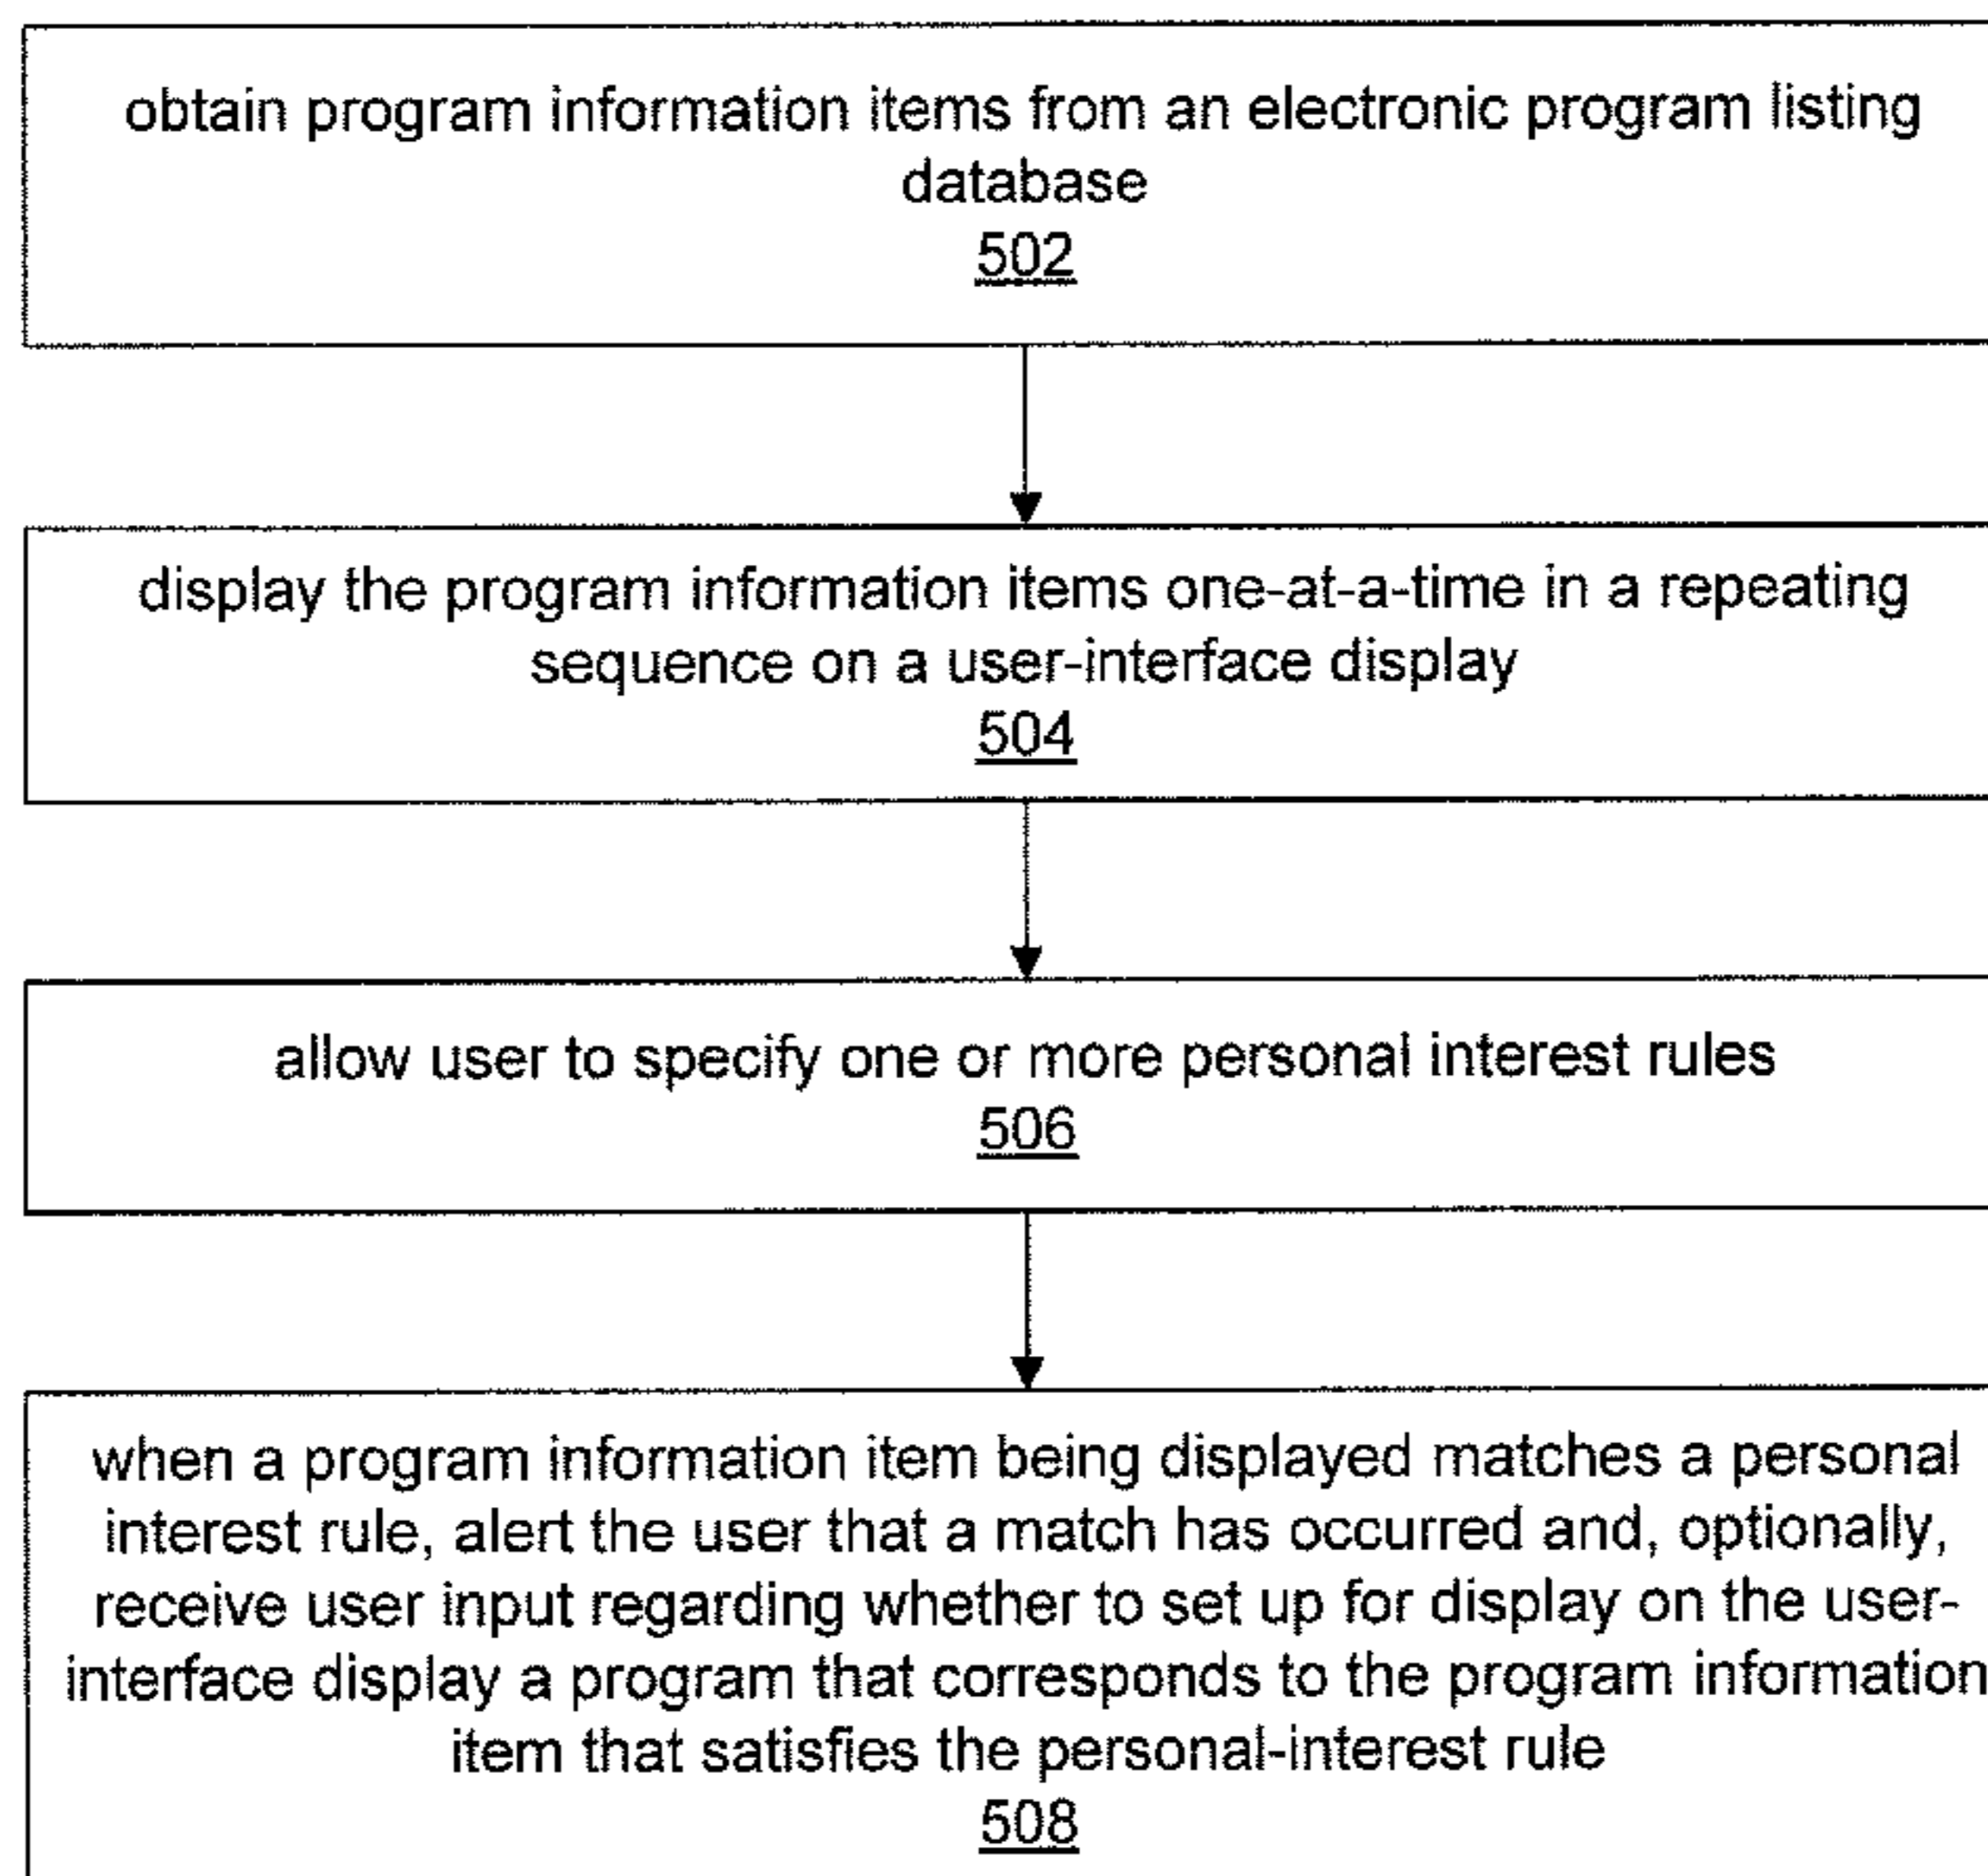 obtain program information items from an electronic program listing
database
502
display the program information items one-at-a-time in a repeating
sequence on a user-interface display
504
allow user to specify one or more personal interest rules
506
when a program information item being displayed matches a personal
interest rule, alert the user that a match has occurred and, optionally,
receive user input regarding whether to set up for display on the user-
interface display a program that corresponds to the program information
item that satisfies the personal-interest rule
508